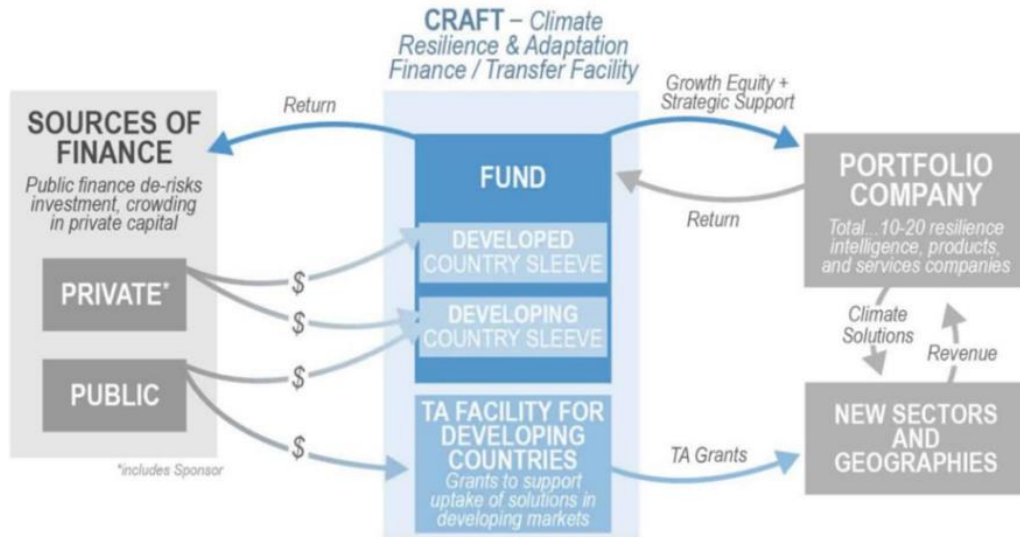 CRAFT – Climate
Resilience & Adaptation
Finance / Transfer Facility
SOURCES OF
FINANCE
Public finance de-risks
investment, crowding
in private capital
PRIVATE*
PUBLIC
*includes Sponsor
Return
$
$
$
$
FUND
DEVELOPED
COUNTRY SLEEVE
DEVELOPING
COUNTRY SLEEVE
TA FACILITY FOR
DEVELOPING
COUNTRIES
Grants to support
uptake of solutions in
developing markets
Growth Equity +
Strategic Support
Return
TA Grants
PORTFOLIO
COMPANY
Total...10-20 resilience
intelligence, products,
and services companies
Climate
Solutions
Revenue
NEW SECTORS
AND
GEOGRAPHIES